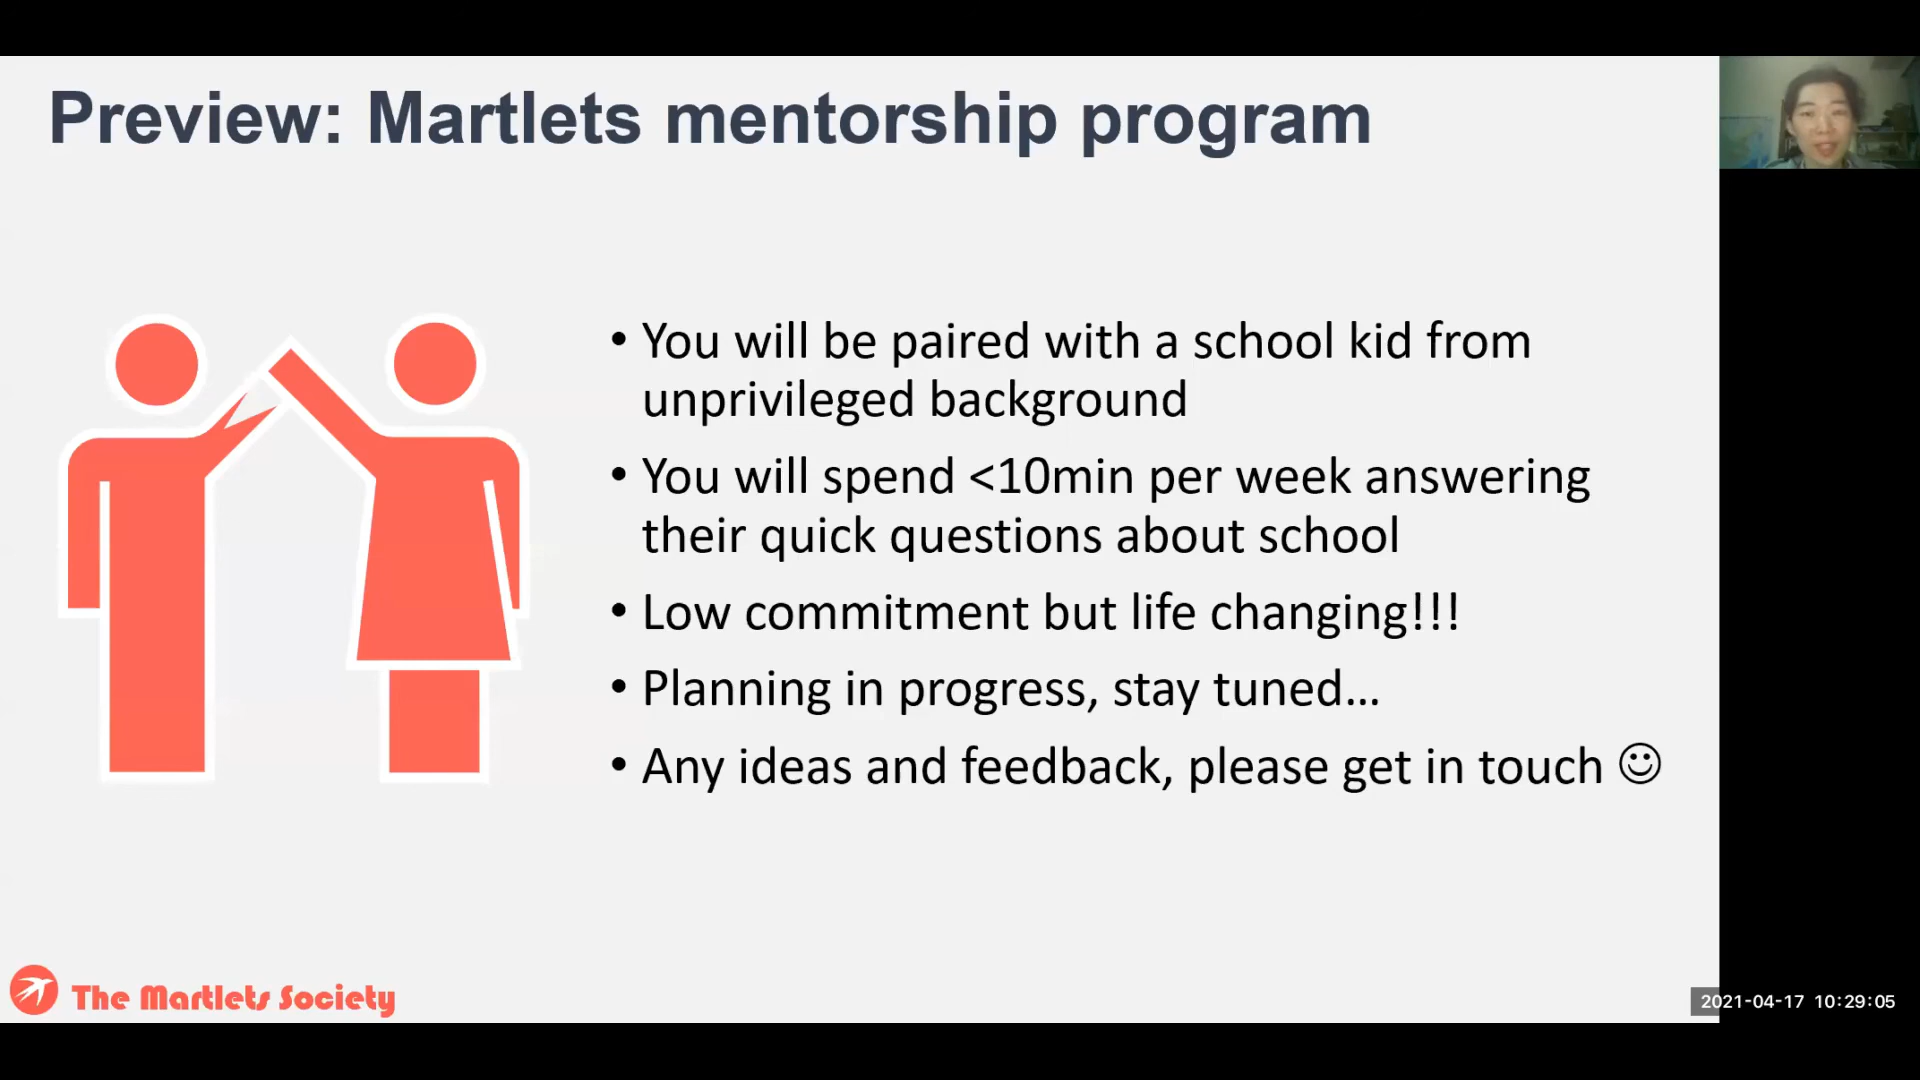 Preview: Martlets mentorship program
• You will be paired with a school kid from
unprivileged background
• You will spend <10min per week answering
their quick questions about school
• Low commitment but life changing!!!
• Planning in progress, stay tuned…
• Any ideas and feedback, please get in touch ☺
The Martlets Society
2021-04-17 10:29:05